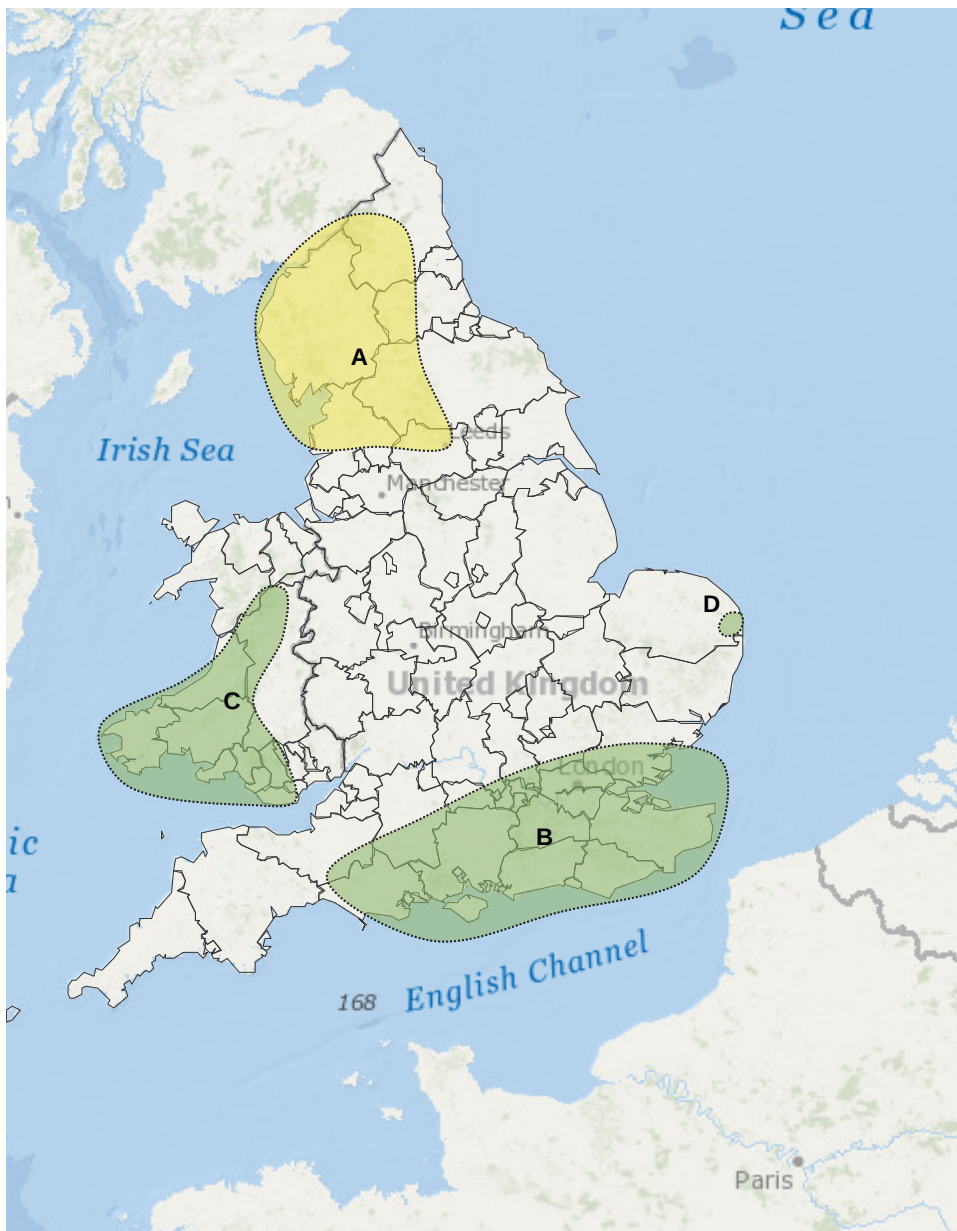 Sea
A
Leeds
Irish Sea
Manchester
D
Birmingham
United Kingdom
C
London
B
ic
a
English Channel
168
Paris
n